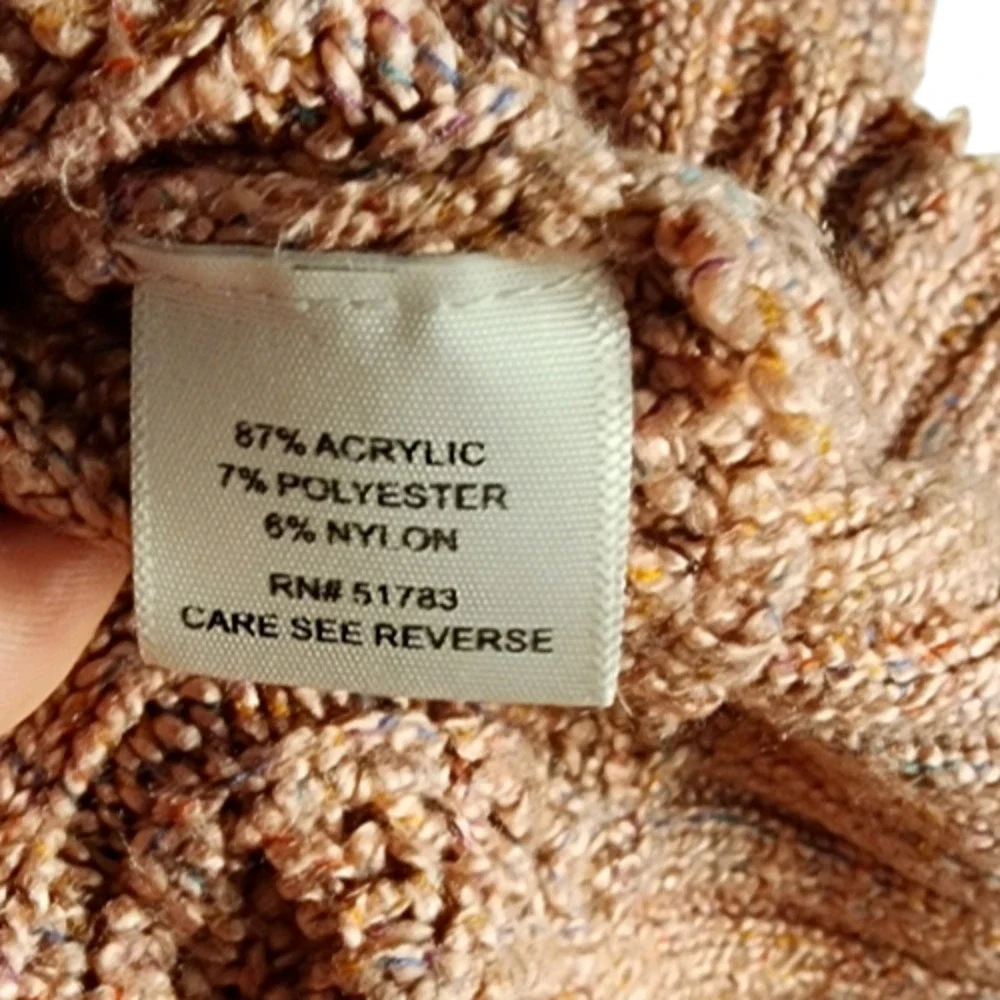 87% ACRYLIC
7% POLYESTER
6% NYLON
RN# 51783
CARE SEE REVERSE